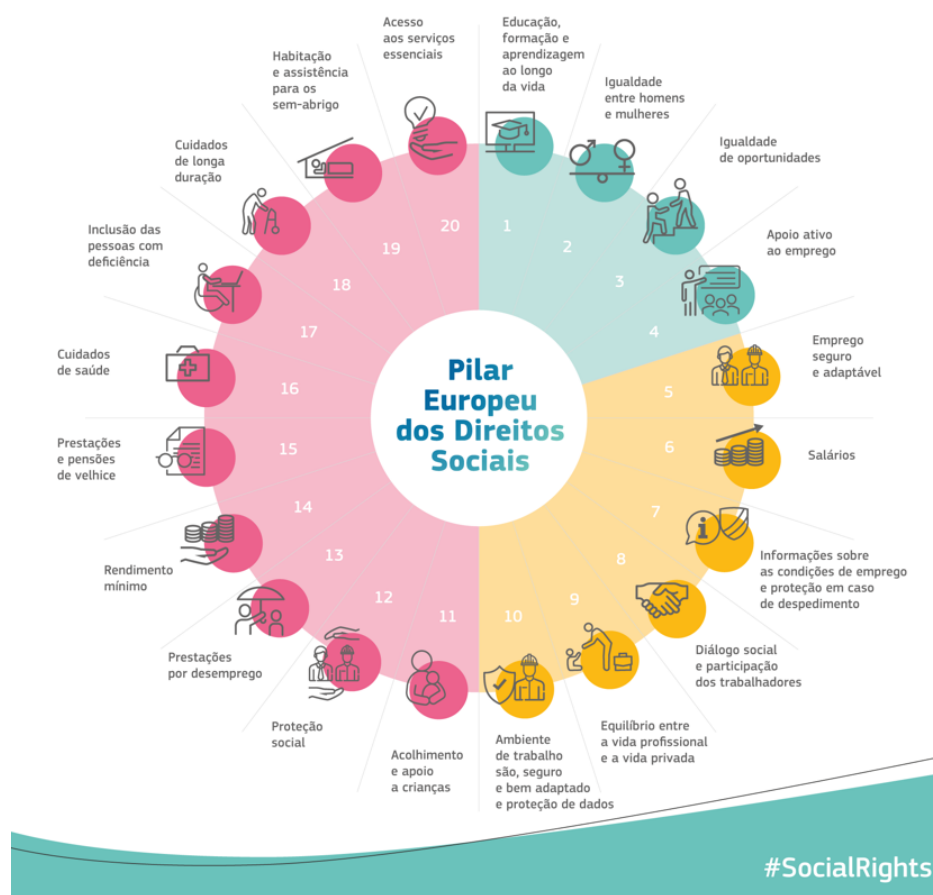 Pilar
Europeu
dos Direitos
Sociais
1
Educação,
formação e
aprendizagem
ao longo
da vida
2
Igualdade
entre homens
e mulheres
3
Igualdade
de oportunidades
4
Apoio ativo
ao emprego
5
Emprego
seguro
e adaptável
6
Salários
7
Informações sobre
as condições de emprego
e proteção em caso
de despedimento
8
Diálogo social
e participação
dos trabalhadores
9
Equilíbrio entre
a vida profissional
e a vida privada
10
Ambiente
de trabalho
são, seguro
e bem adaptado
e proteção de dados
11
Acolhimento
e apoio
a crianças
12
Proteção
social
13
Prestações
por desemprego
14
Rendimento
mínimo
15
Prestações
e pensões
de velhice
16
Cuidados
de saúde
17
Inclusão das
pessoas com
deficiência
18
Cuidados
de longa
duração
19
Habitação
e assistência
para os
sem-abrigo
20
Acesso
aos serviços
essenciais
#SocialRights